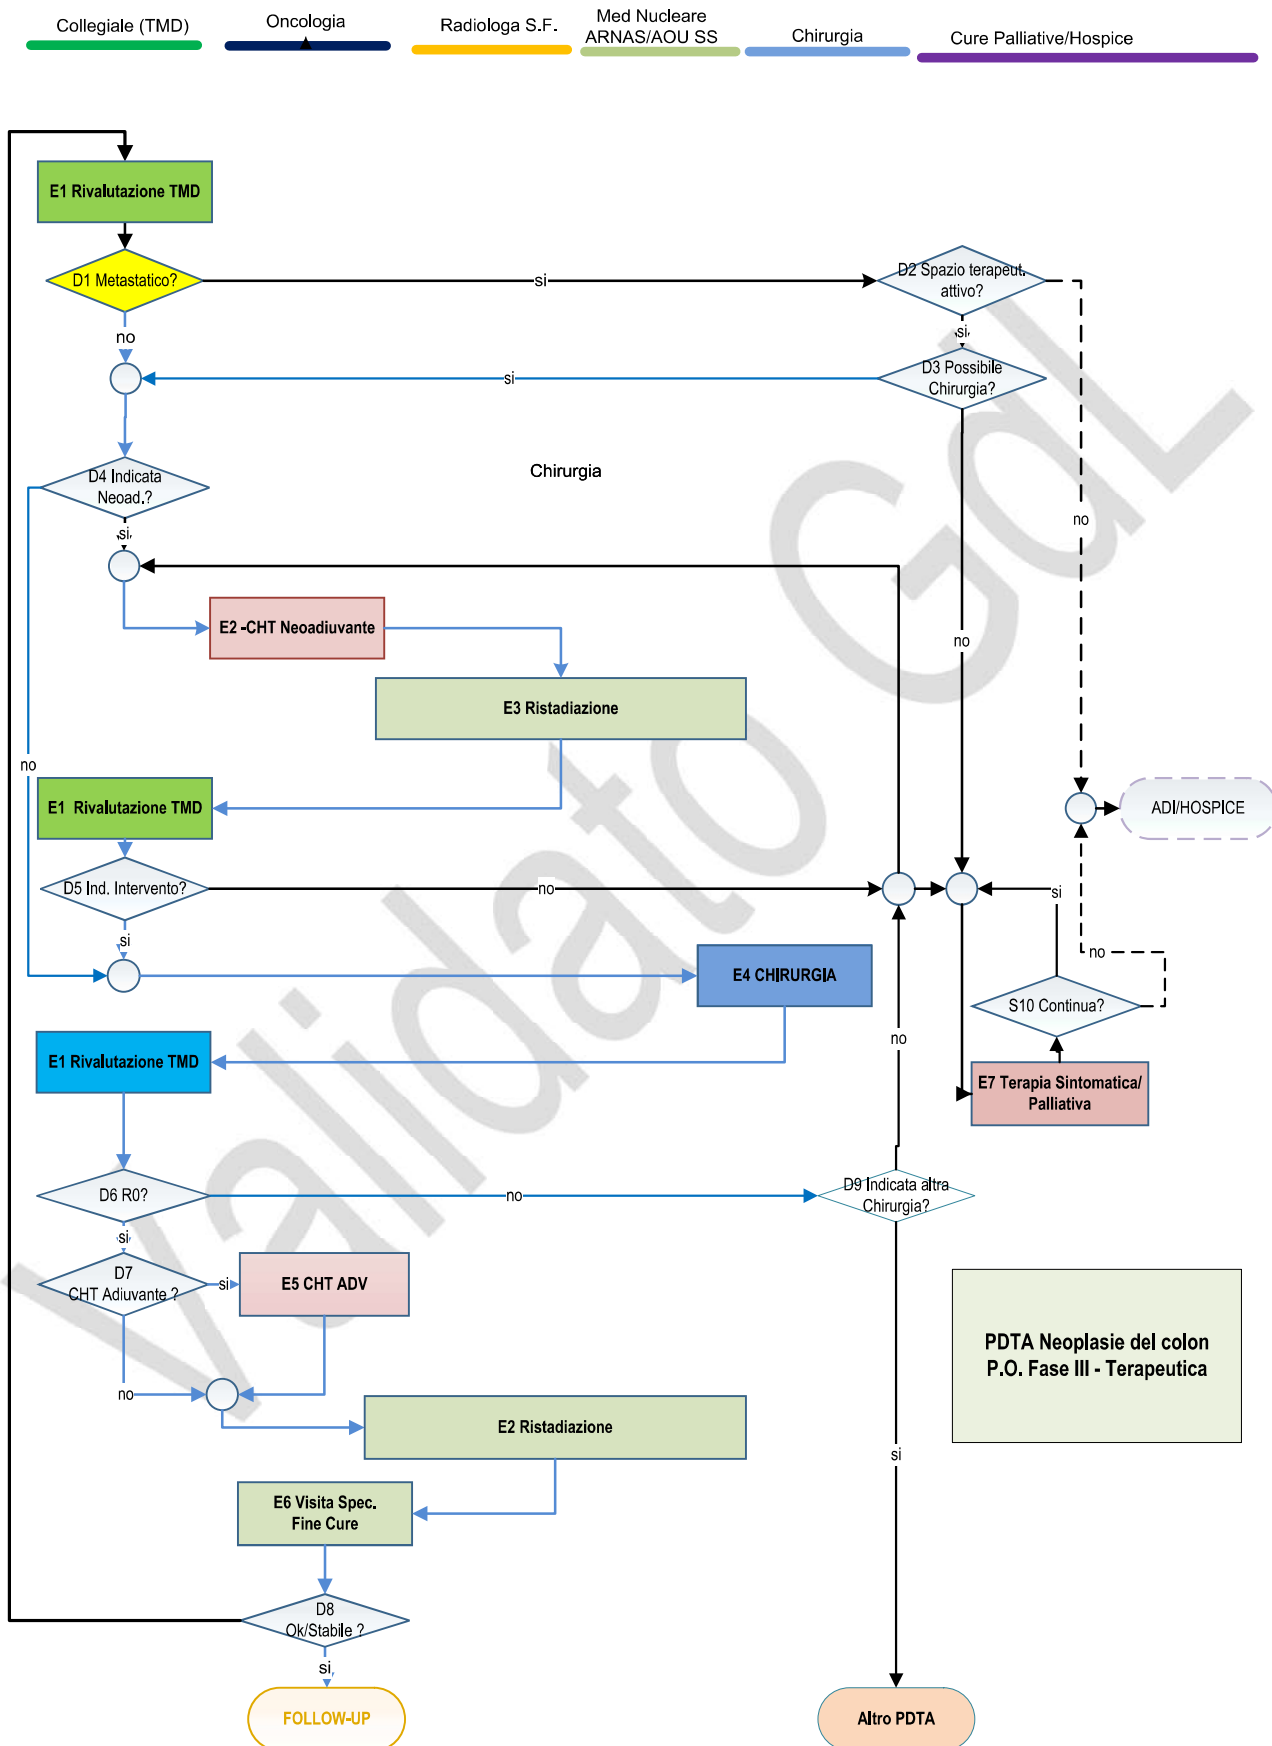 Collegiale (TMD)
Oncologia
Radiologa S.F.
Med Nucleare
ARNAS/AOU SS
Chirurgia
Cure Palliative/Hospice
E1 Rivalutazione TMD
D1 Metastatico?
si
D2 Spazio terapeut.
attivo?
no
si
D3 Possibile
Chirurgia?
si
D4 Indicata
Neoad.?
Chirurgia
no
si
E2 -CHT Neoadiuvante
no
E3 Ristadiazione
no
E1 Rivalutazione TMD
ADI/HOSPICE
D5 Ind. Intervento?
no
si
si
no
E4 CHIRURGIA
S10 Continua?
no
E1 Rivalutazione TMD
E7 Terapia Sintomatica/
Palliativa
D6 R0?
no
D9 Indicata altra
Chirurgia?
si
D7
CHT Adiuvante ?
si
E5 CHT ADV
PDTA Neoplasie del colon
P.O. Fase III - Terapeutica
no
E2 Ristadiazione
si
E6 Visita Spec.
Fine Cure
D8
Ok/Stabile ?
si
FOLLOW-UP
Altro PDTA
Validato GdL